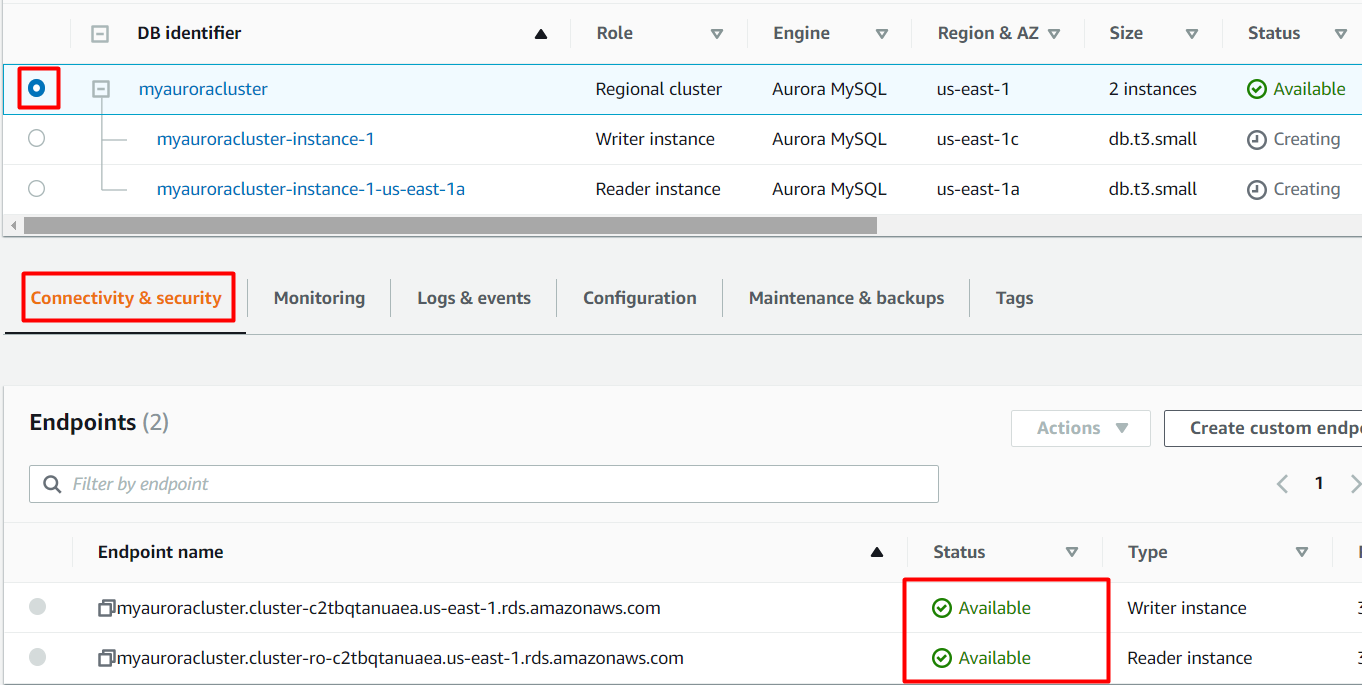 DB identifier Role Engine Region & AZ Size Status
myauroracluster Regional cluster Aurora MySQL us-east-1 2 instances Available
myauroracluster-instance-1 Writer instance Aurora MySQL us-east-1c db.t3.small Creating
myauroracluster-instance-1-us-east-1a Reader instance Aurora MySQL us-east-1a db.t3.small Creating
Connectivity & security Monitoring Logs & events Configuration Maintenance & backups Tags
Endpoints (2)
Actions Create custom endpo
Filter by endpoint
1
Endpoint name Status Type
myauroracluster.cluster-c2tbqtanuaea.us-east-1.rds.amazonaws.com Available Writer instance
myauroracluster.cluster-ro-c2tbqtanuaea.us-east-1.rds.amazonaws.com Available Reader instance